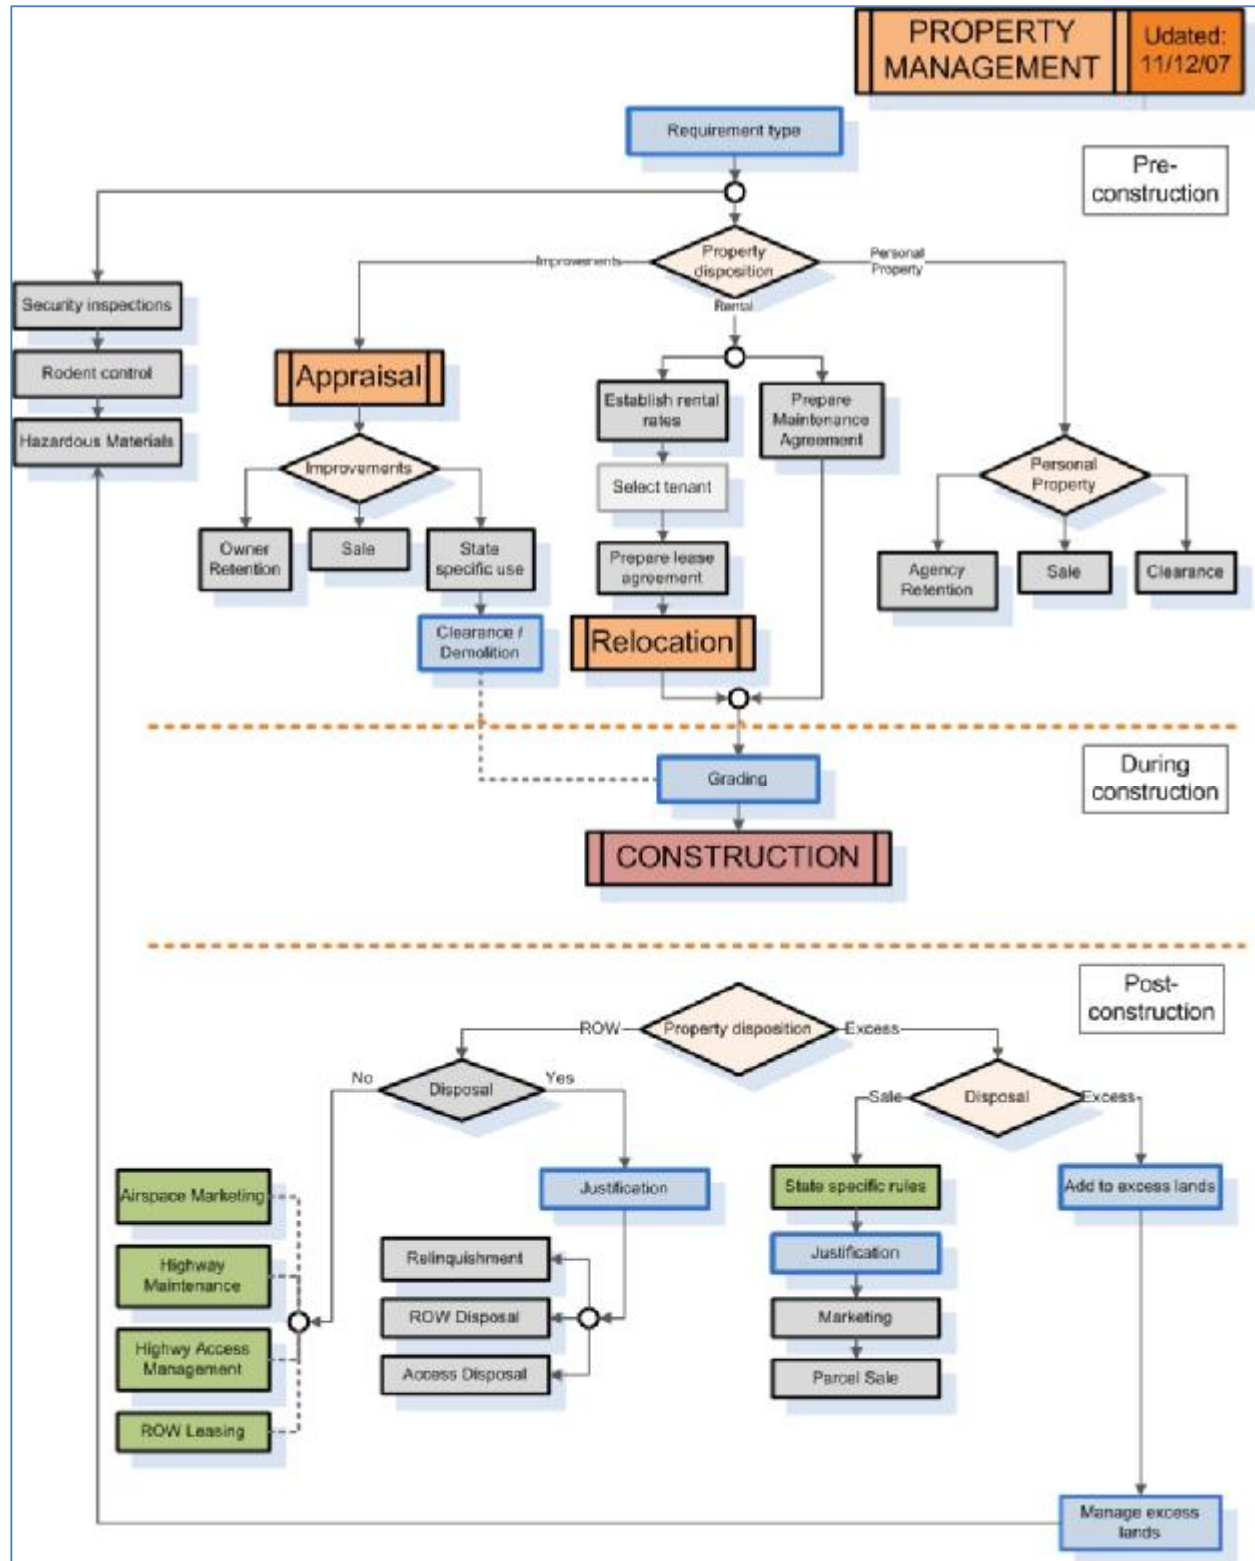 PROPERTY
MANAGEMENT
Udated:
11/12/07
Requirement type
Pre-
construction
Property
disposition
Improvements
Personal
Property
Rental
Security inspections
Rodent control
Hazardous Materials
Appraisal
Improvements
Owner
Retention
Sale
State
specific use
Clearance /
Demolition
Establish rental
rates
Select tenant
Prepare lease
agreement
Relocation
Prepare
Maintenance
Agreement
Personal
Property
Agency
Retention
Sale
Clearance
During
construction
Grading
CONSTRUCTION
Post-
construction
Property disposition
ROW
Excess
Disposal
No
Yes
Disposal
Sale
Excess
Airspace Marketing
Highway
Maintenance
Highwy Access
Management
ROW Leasing
Justification
Relinquishment
ROW Disposal
Access Disposal
State specific rules
Justification
Marketing
Parcel Sale
Add to excess lands
Manage excess
lands